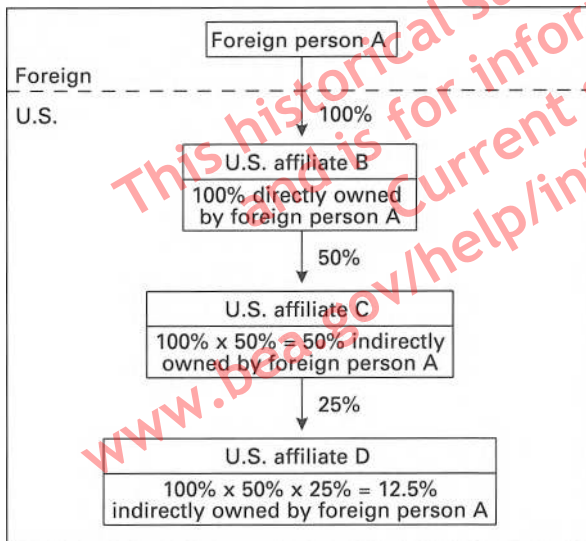 Foreign person A
Foreign
U.S.
100%
U.S. affiliate B
100% directly owned
by foreign person A
50%
U.S. affiliate C
100% x 50% = 50% indirectly
owned by foreign person A
25%
U.S. affiliate D
100% x 50% x 25% = 12.5%
indirectly owned by foreign person A
This historical
and is for infor
Current
www.bea.gov/help/in